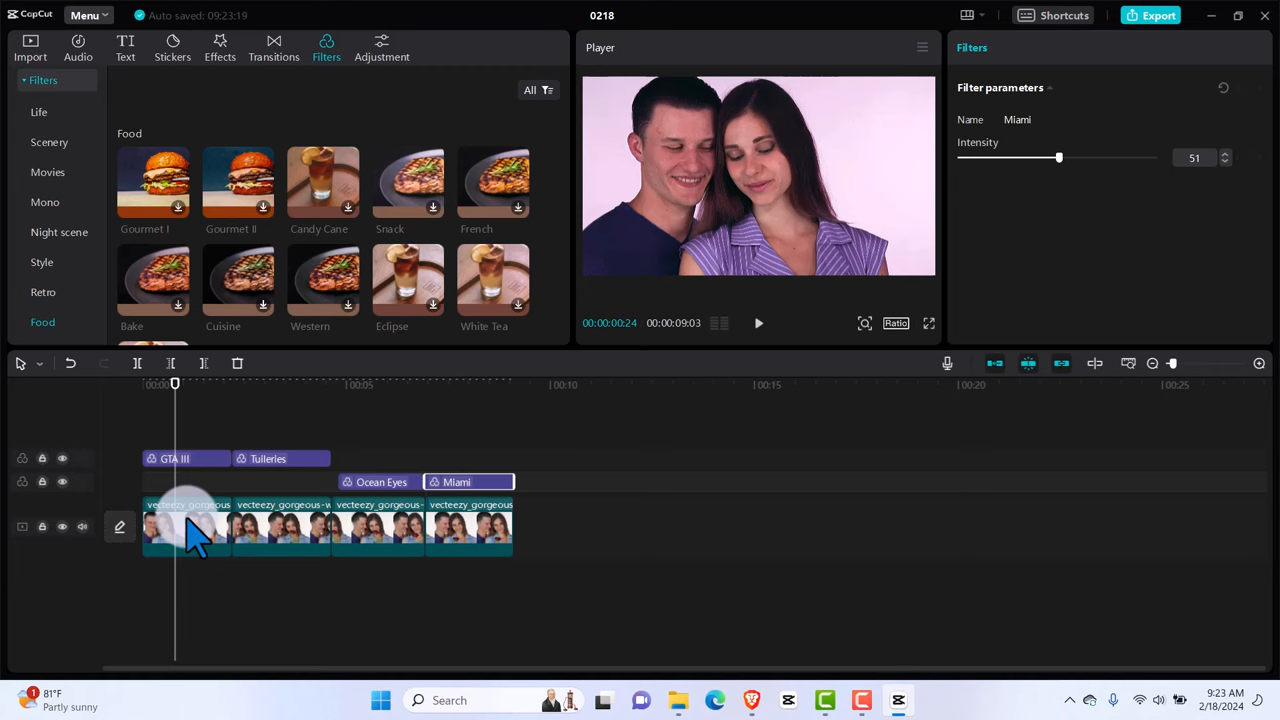 CapCut
Menu
Auto saved: 09:23:19
0218
Shortcuts
Export
Import
Audio
Text
Stickers
Effects
Transitions
Filters
Adjustment
Player
Filters
Filters
All
Filter parameters
Life
Name
Miami
Scenery
Food
Intensity
51
Movies
Mono
Gourmet I
Gourmet II
Candy Cane
Snack
French
Night scene
Style
Retro
Food
Bake
Cuisine
Western
Eclipse
White Tea
00:00:00:24
00:00:09:03
Ratio
00:00
00:05
00:10
00:15
00:20
00:25
GTA III
Tuileries
Ocean Eyes
Miami
vecteezy_gorgeous
vecteezy_gorgeous-w
vecteezy_gorgeous-
vecteezy_gorgeous
1
81°F
Partly sunny
Search
9:23 AM
2/18/2024